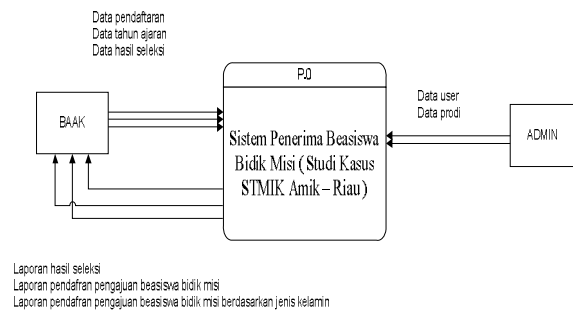 Data pendaftaran
Data tahun ajaran
Data hasil seleksi
P.0
BAAK
Sistem Penerima Beasiswa
Bidik Misi ( Studi Kasus
STMIK Amik – Riau )
Data user
Data prodi
ADMIN
Laporan hasil seleksi
Laporan pendafran pengajuan beasiswa bidik misi
Laporan pendafran pengajuan beasiswa bidik misi berdasarkan jenis kelamin